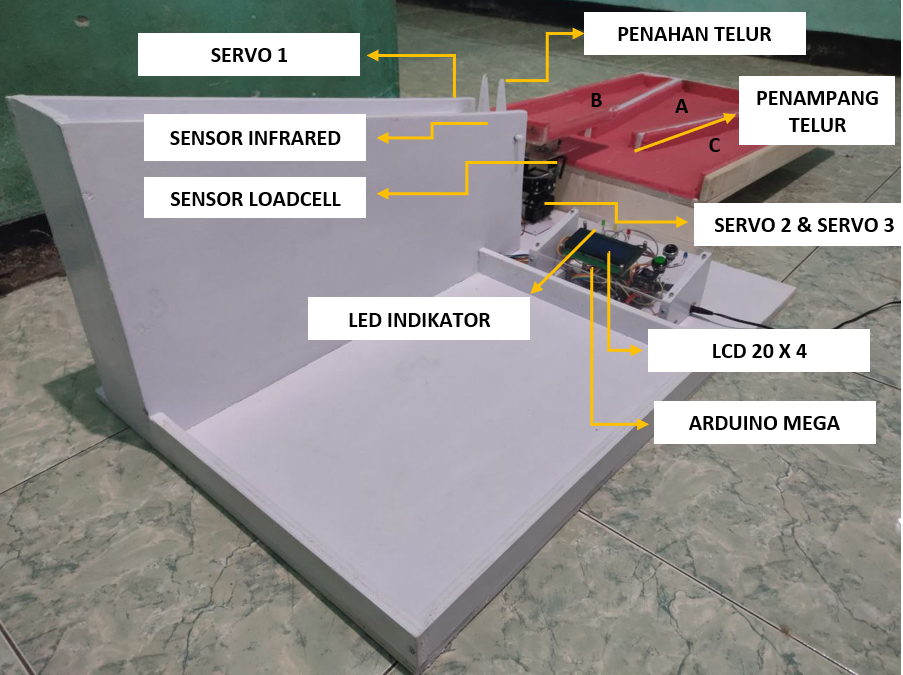 PENAHAN TELUR
SERVO 1
B
A
PENAMPANG
TELUR
C
SENSOR INFRARED
SENSOR LOADCELL
SERVO 2 & SERVO 3
LED INDIKATOR
LCD 20 X 4
ARDUINO MEGA